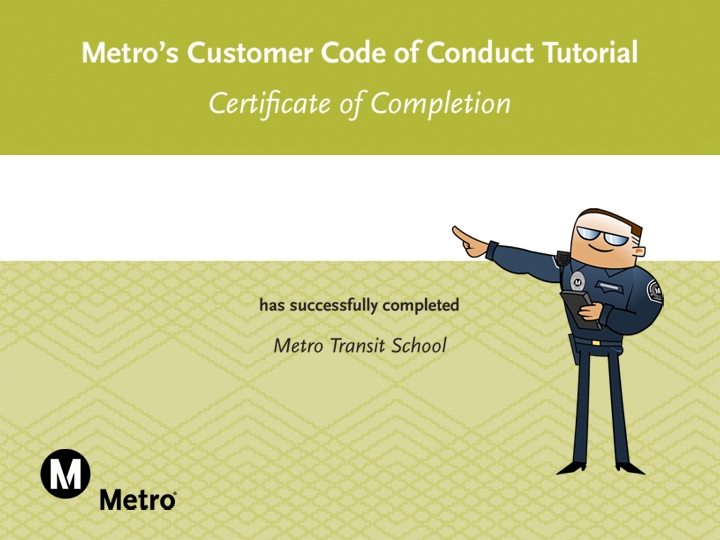 Metro’s Customer Code of Conduct Tutorial
Certificate of Completion
has successfully completed
Metro Transit School
M
Metro